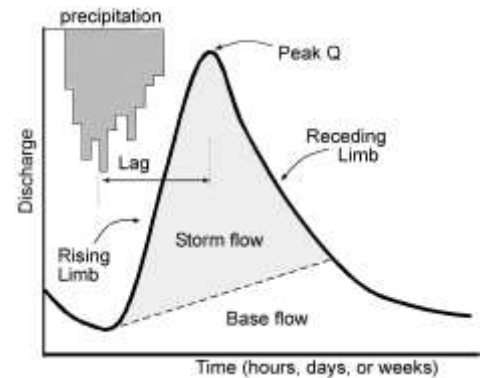 precipitation
Peak Q
Lag
Receding
Limb
Discharge
Rising
Limb
Storm flow
Base flow
Time (hours, days, or weeks)